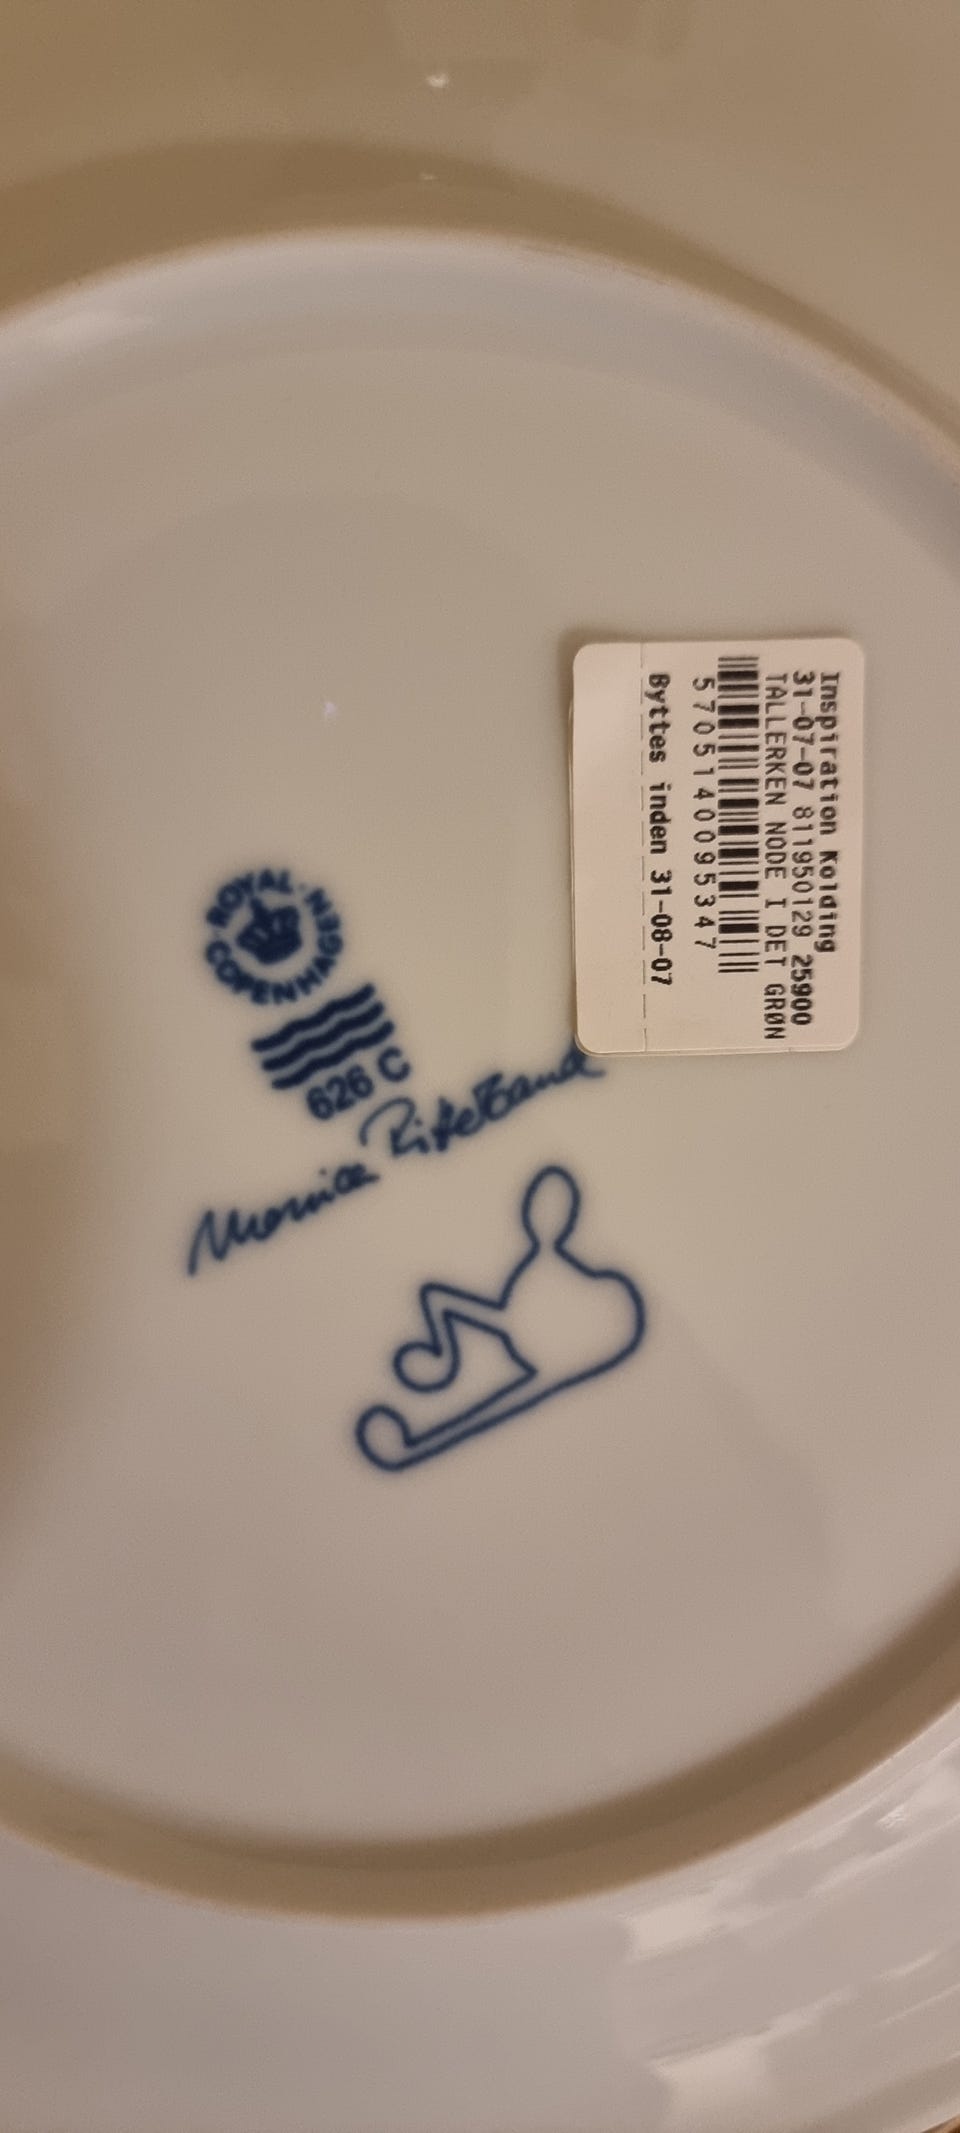 Inspiration Kolding
31-07-07 811950129 25900
TALLERKEN NODE I DET GRØN
5705140095347
Byttes inden 31-08-07
ROYAL COPENHAGEN
626 C
Monica Ritterband